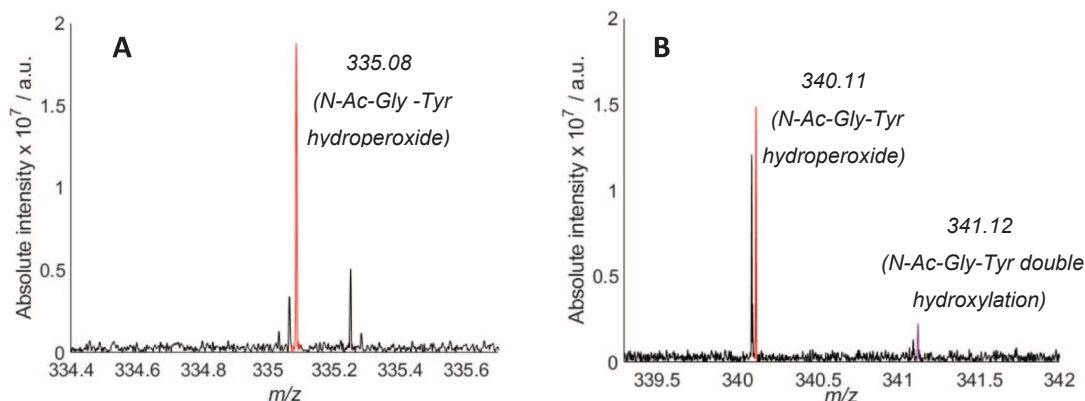 A
335.08
(N-Ac-Gly -Tyr
hydroperoxide)
Absolute intensity x 10⁷ / a.u.
2
1.5
1
0.5
0
334.4 334.6 334.8 335 335.2 335.4 335.6
m/z
B
340.11
(N-Ac-Gly-Tyr
hydroperoxide)
341.12
(N-Ac-Gly-Tyr double
hydroxylation)
Absolute intensity x 10⁷ / a.u.
2
1.5
1
0.5
0
339.5 340 340.5 341 341.5 342
m/z